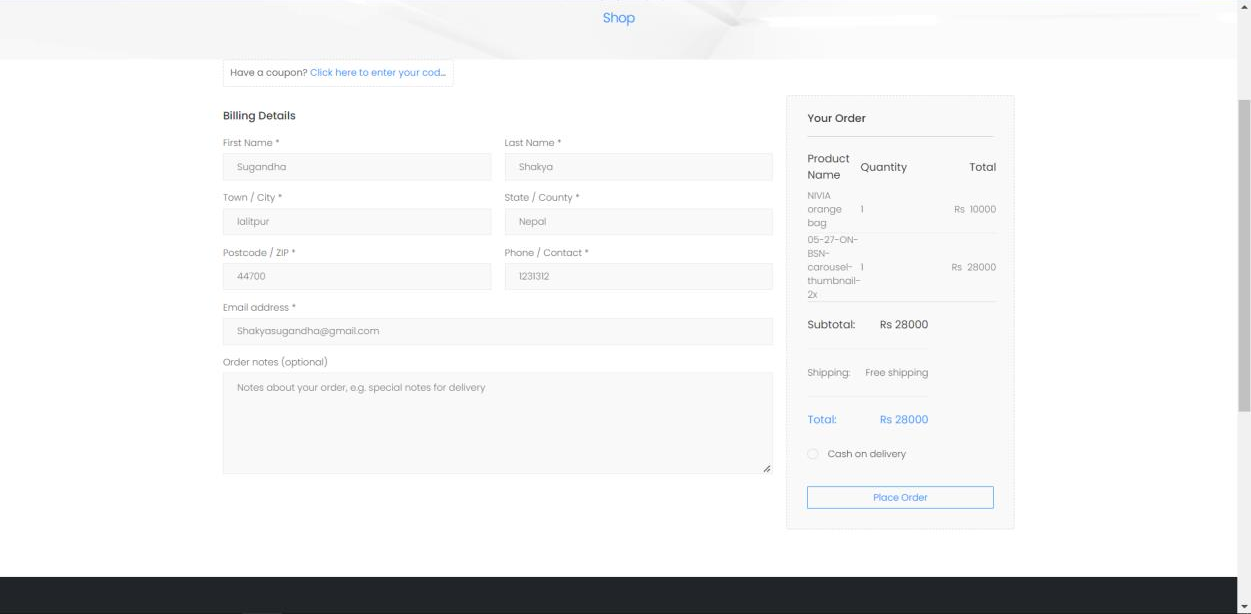 Shop
Have a coupon? Click here to enter your cod...
Billing Details
First Name *
Last Name *
Sugandha
Shakya
Town / City *
State / County *
lalitpur
Nepal
Postcode / ZIP *
Phone / Contact *
44700
1231312
Email address *
Shakyasugandha@gmail.com
Order notes (optional)
Notes about your order, e.g. special notes for delivery
Your Order
Product
Name
Quantity
Total
NIVIA
orange
bag
1
Rs 10000
05-27-ON-
BSN-
carousel-
thumbnail-
2x
1
Rs 28000
Subtotal: Rs 28000
Shipping: Free shipping
Total: Rs 28000
Cash on delivery
Place Order